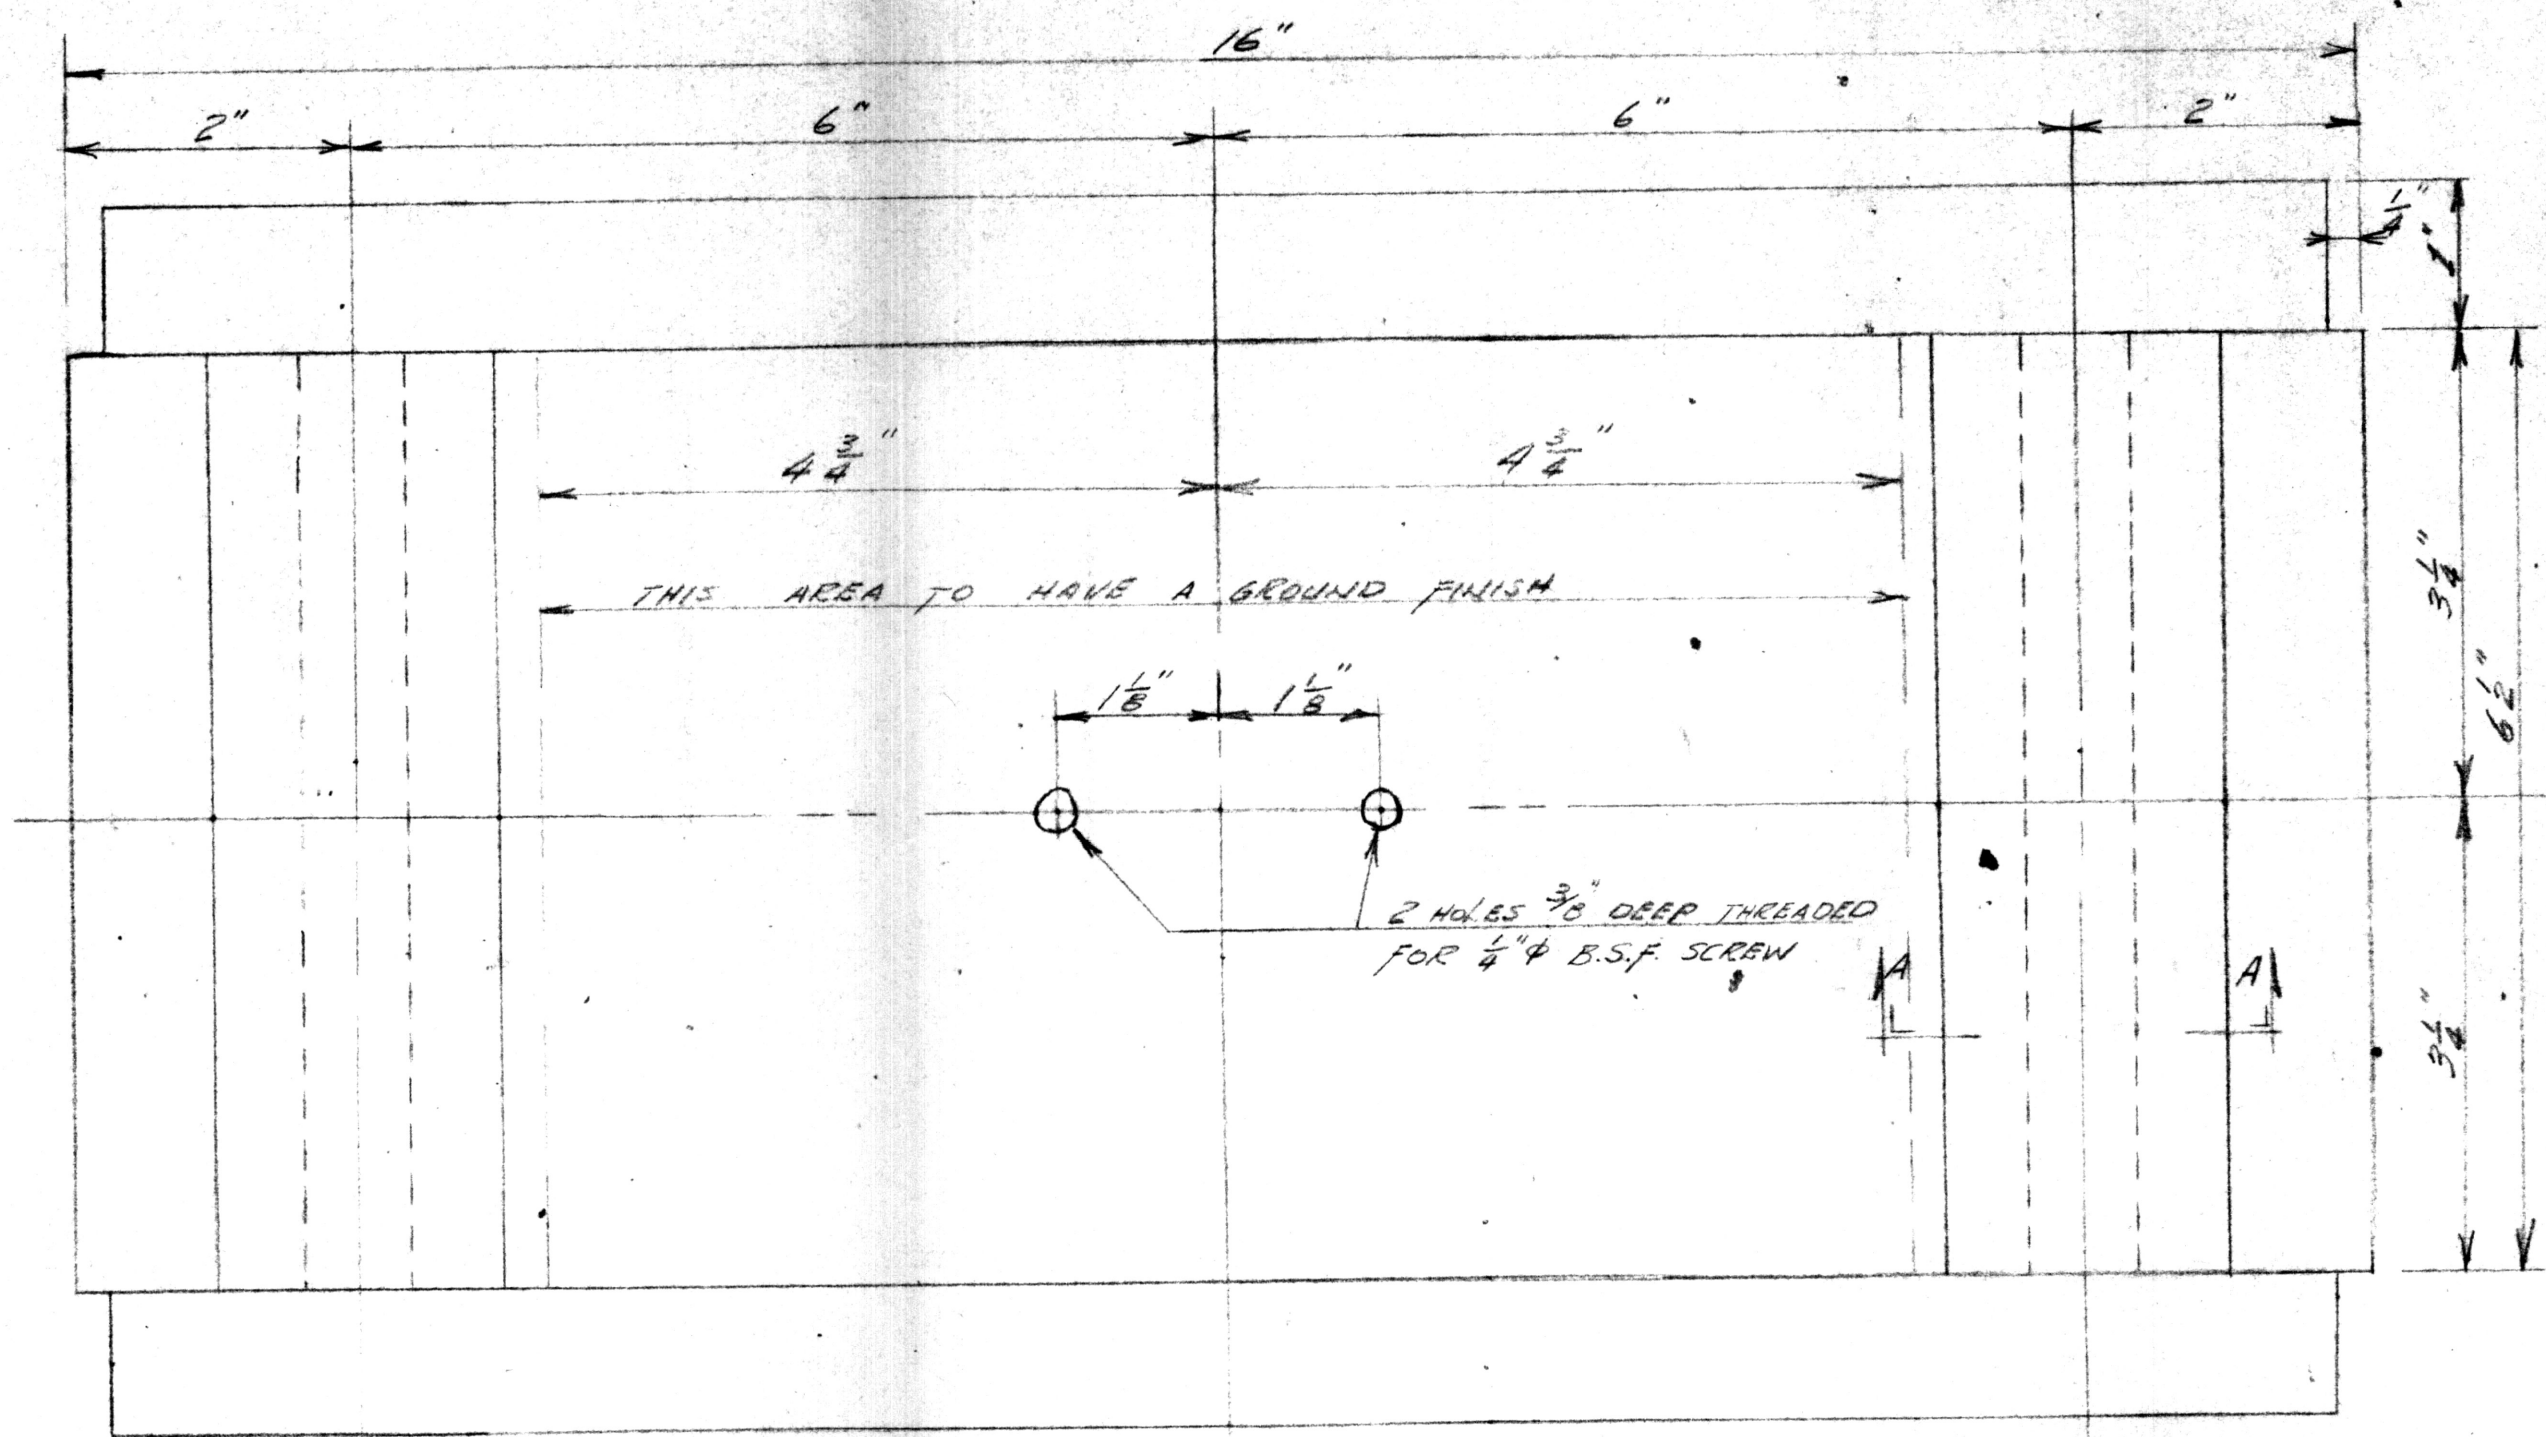 16"
2" 6" 6" 2"
1/4"
1"
4 3/4" 4 3/4"
3 1/4"
THIS AREA TO HAVE A GROUND FINISH
6 1/2"
1 1/8" 1 1/8"
2 HOLES 3/8" DEEP THREADED
FOR 1/4"φ B.S.F. SCREW
A A
3 1/4"